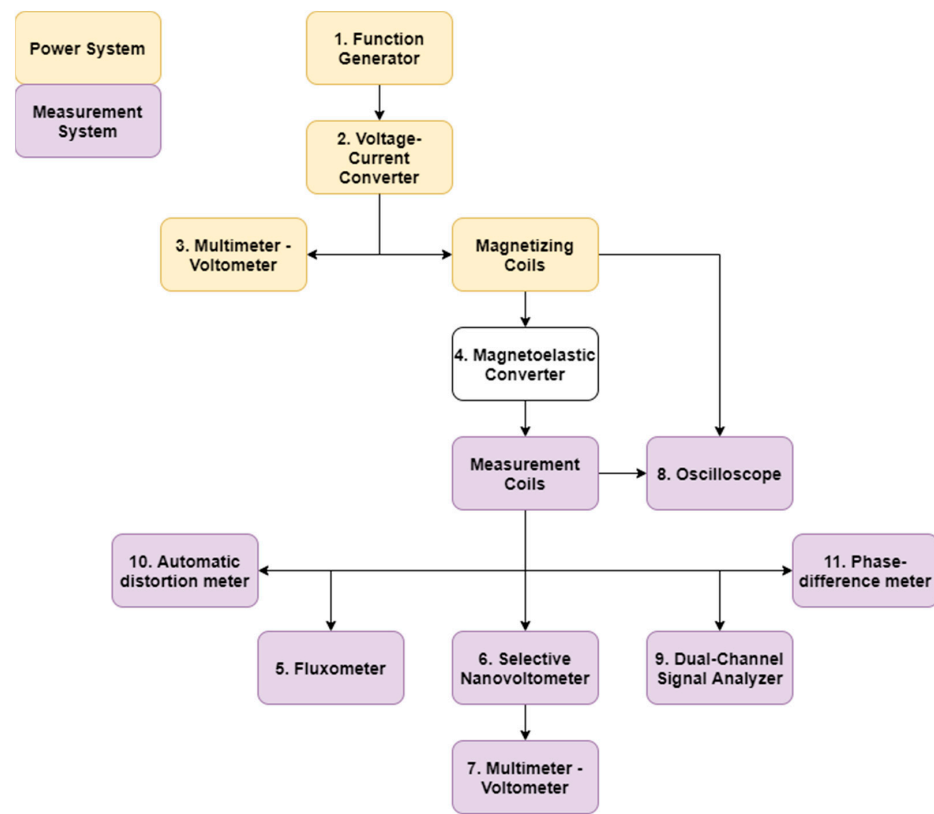 Power System
Measurement
System
1. Function
Generator
2. Voltage-
Current
Converter
3. Multimeter -
Voltometer
Magnetizing
Coils
4. Magnetoelastic
Converter
Measurement
Coils
8. Oscilloscope
10. Automatic
distortion meter
11. Phase-
difference meter
5. Fluxometer
6. Selective
Nanovoltometer
9. Dual-Channel
Signal Analyzer
7. Multimeter -
Voltometer